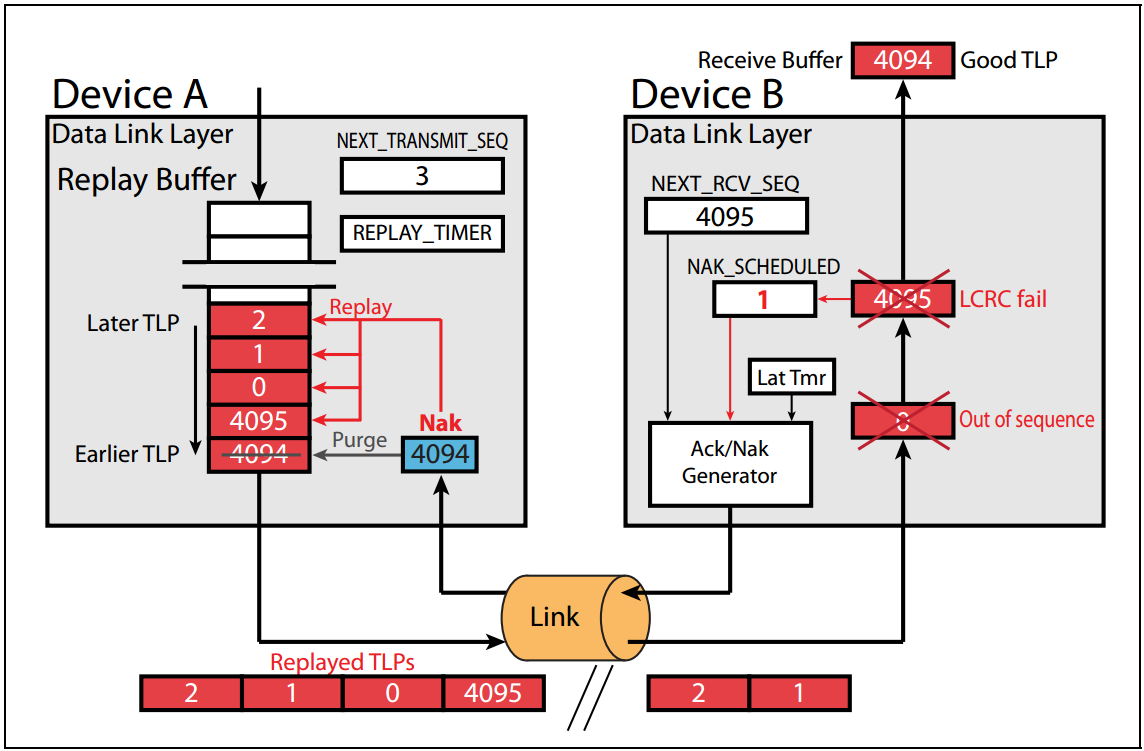 Receive Buffer
4094
Good TLP
Device A
Data Link Layer
Replay Buffer
NEXT_TRANSMIT_SEQ
3
REPLAY_TIMER
Later TLP
2
1
0
4095
4094
Earlier TLP
Replay
Nak
Purge
4094
Device B
Data Link Layer
NEXT_RCV_SEQ
4095
NAK_SCHEDULED
1
4095
LCRC fail
Lat Tmr
0
Out of sequence
Ack/Nak
Generator
Link
Replayed TLPs
2 1 0 4095
2 1